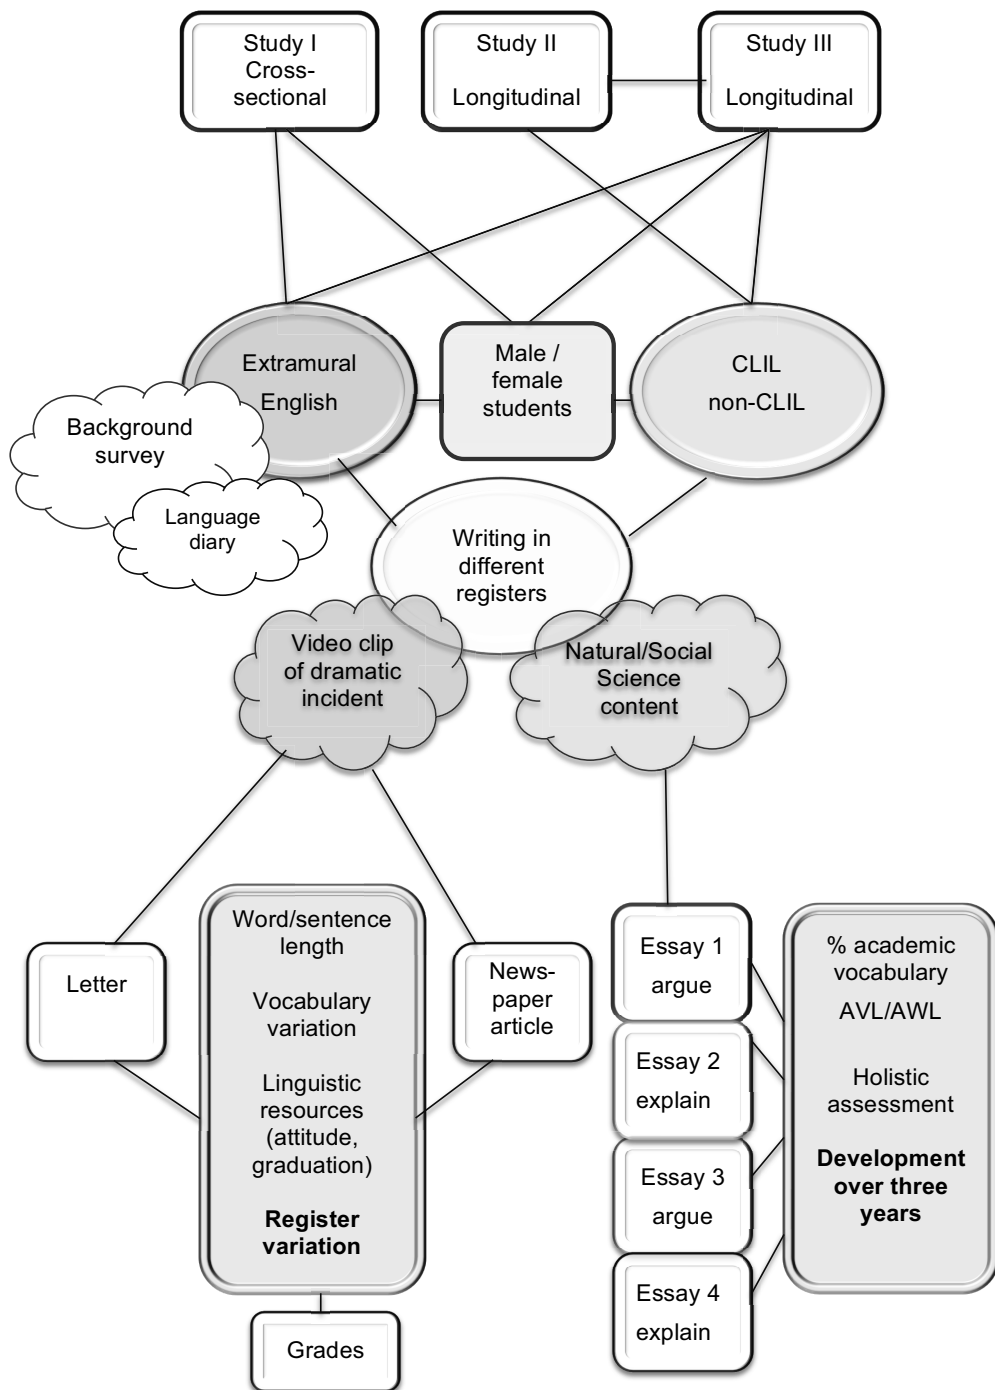 Study I
Cross-
sectional
Study II
Longitudinal
Study III
Longitudinal
Extramural
English
Male /
female
students
CLIL
non-CLIL
Background
survey
Language
diary
Writing in
different
registers
Video clip
of dramatic
incident
Natural/Social
Science
content
Letter
Word/sentence
length
Vocabulary
variation
Linguistic
resources
(attitude,
graduation)
Register
variation
News-
paper
article
Grades
Essay 1
argue
Essay 2
explain
Essay 3
argue
Essay 4
explain
% academic
vocabulary
AVL/AWL
Holistic
assessment
Development
over three
years